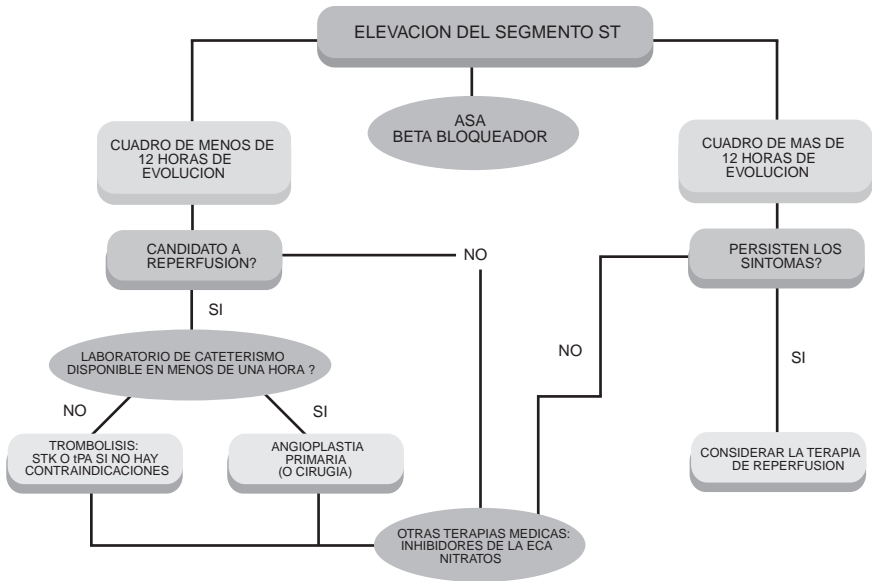 ELEVACION DEL SEGMENTO ST
ASA
BETA BLOQUEADOR
CUADRO DE MENOS DE
12 HORAS DE
EVOLUCION
CUADRO DE MAS DE
12 HORAS DE
EVOLUCION
CANDIDATO A
REPERFUSION?
NO
PERSISTEN LOS
SINTOMAS?
SI
LABORATORIO DE CATETERISMO
DISPONIBLE EN MENOS DE UNA HORA ?
NO
SI
NO
SI
TROMBOLISIS:
STK O tPA SI NO HAY
CONTRAINDICACIONES
ANGIOPLASTIA
PRIMARIA
(O CIRUGIA)
CONSIDERAR LA TERAPIA
DE REPERFUSION
OTRAS TERAPIAS MEDICAS:
INHIBIDORES DE LA ECA
NITRATOS